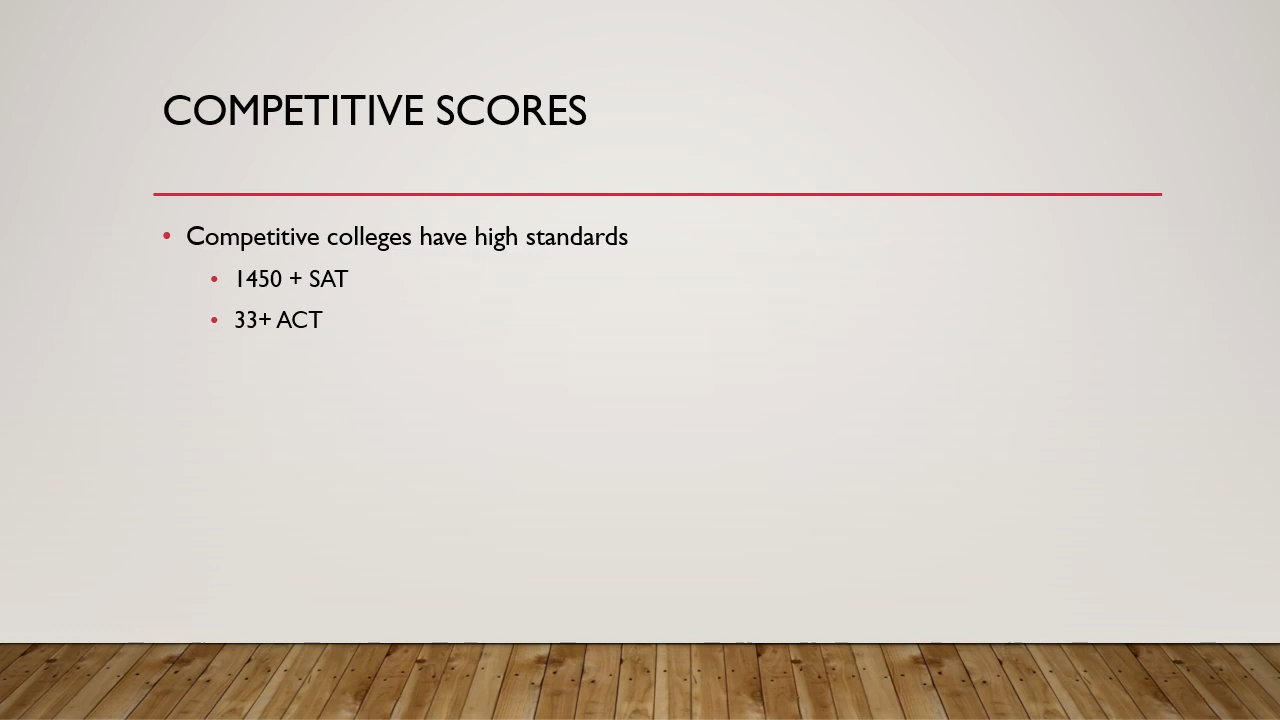 COMPETITIVE SCORES
• Competitive colleges have high standards
• 1450 + SAT
• 33+ ACT